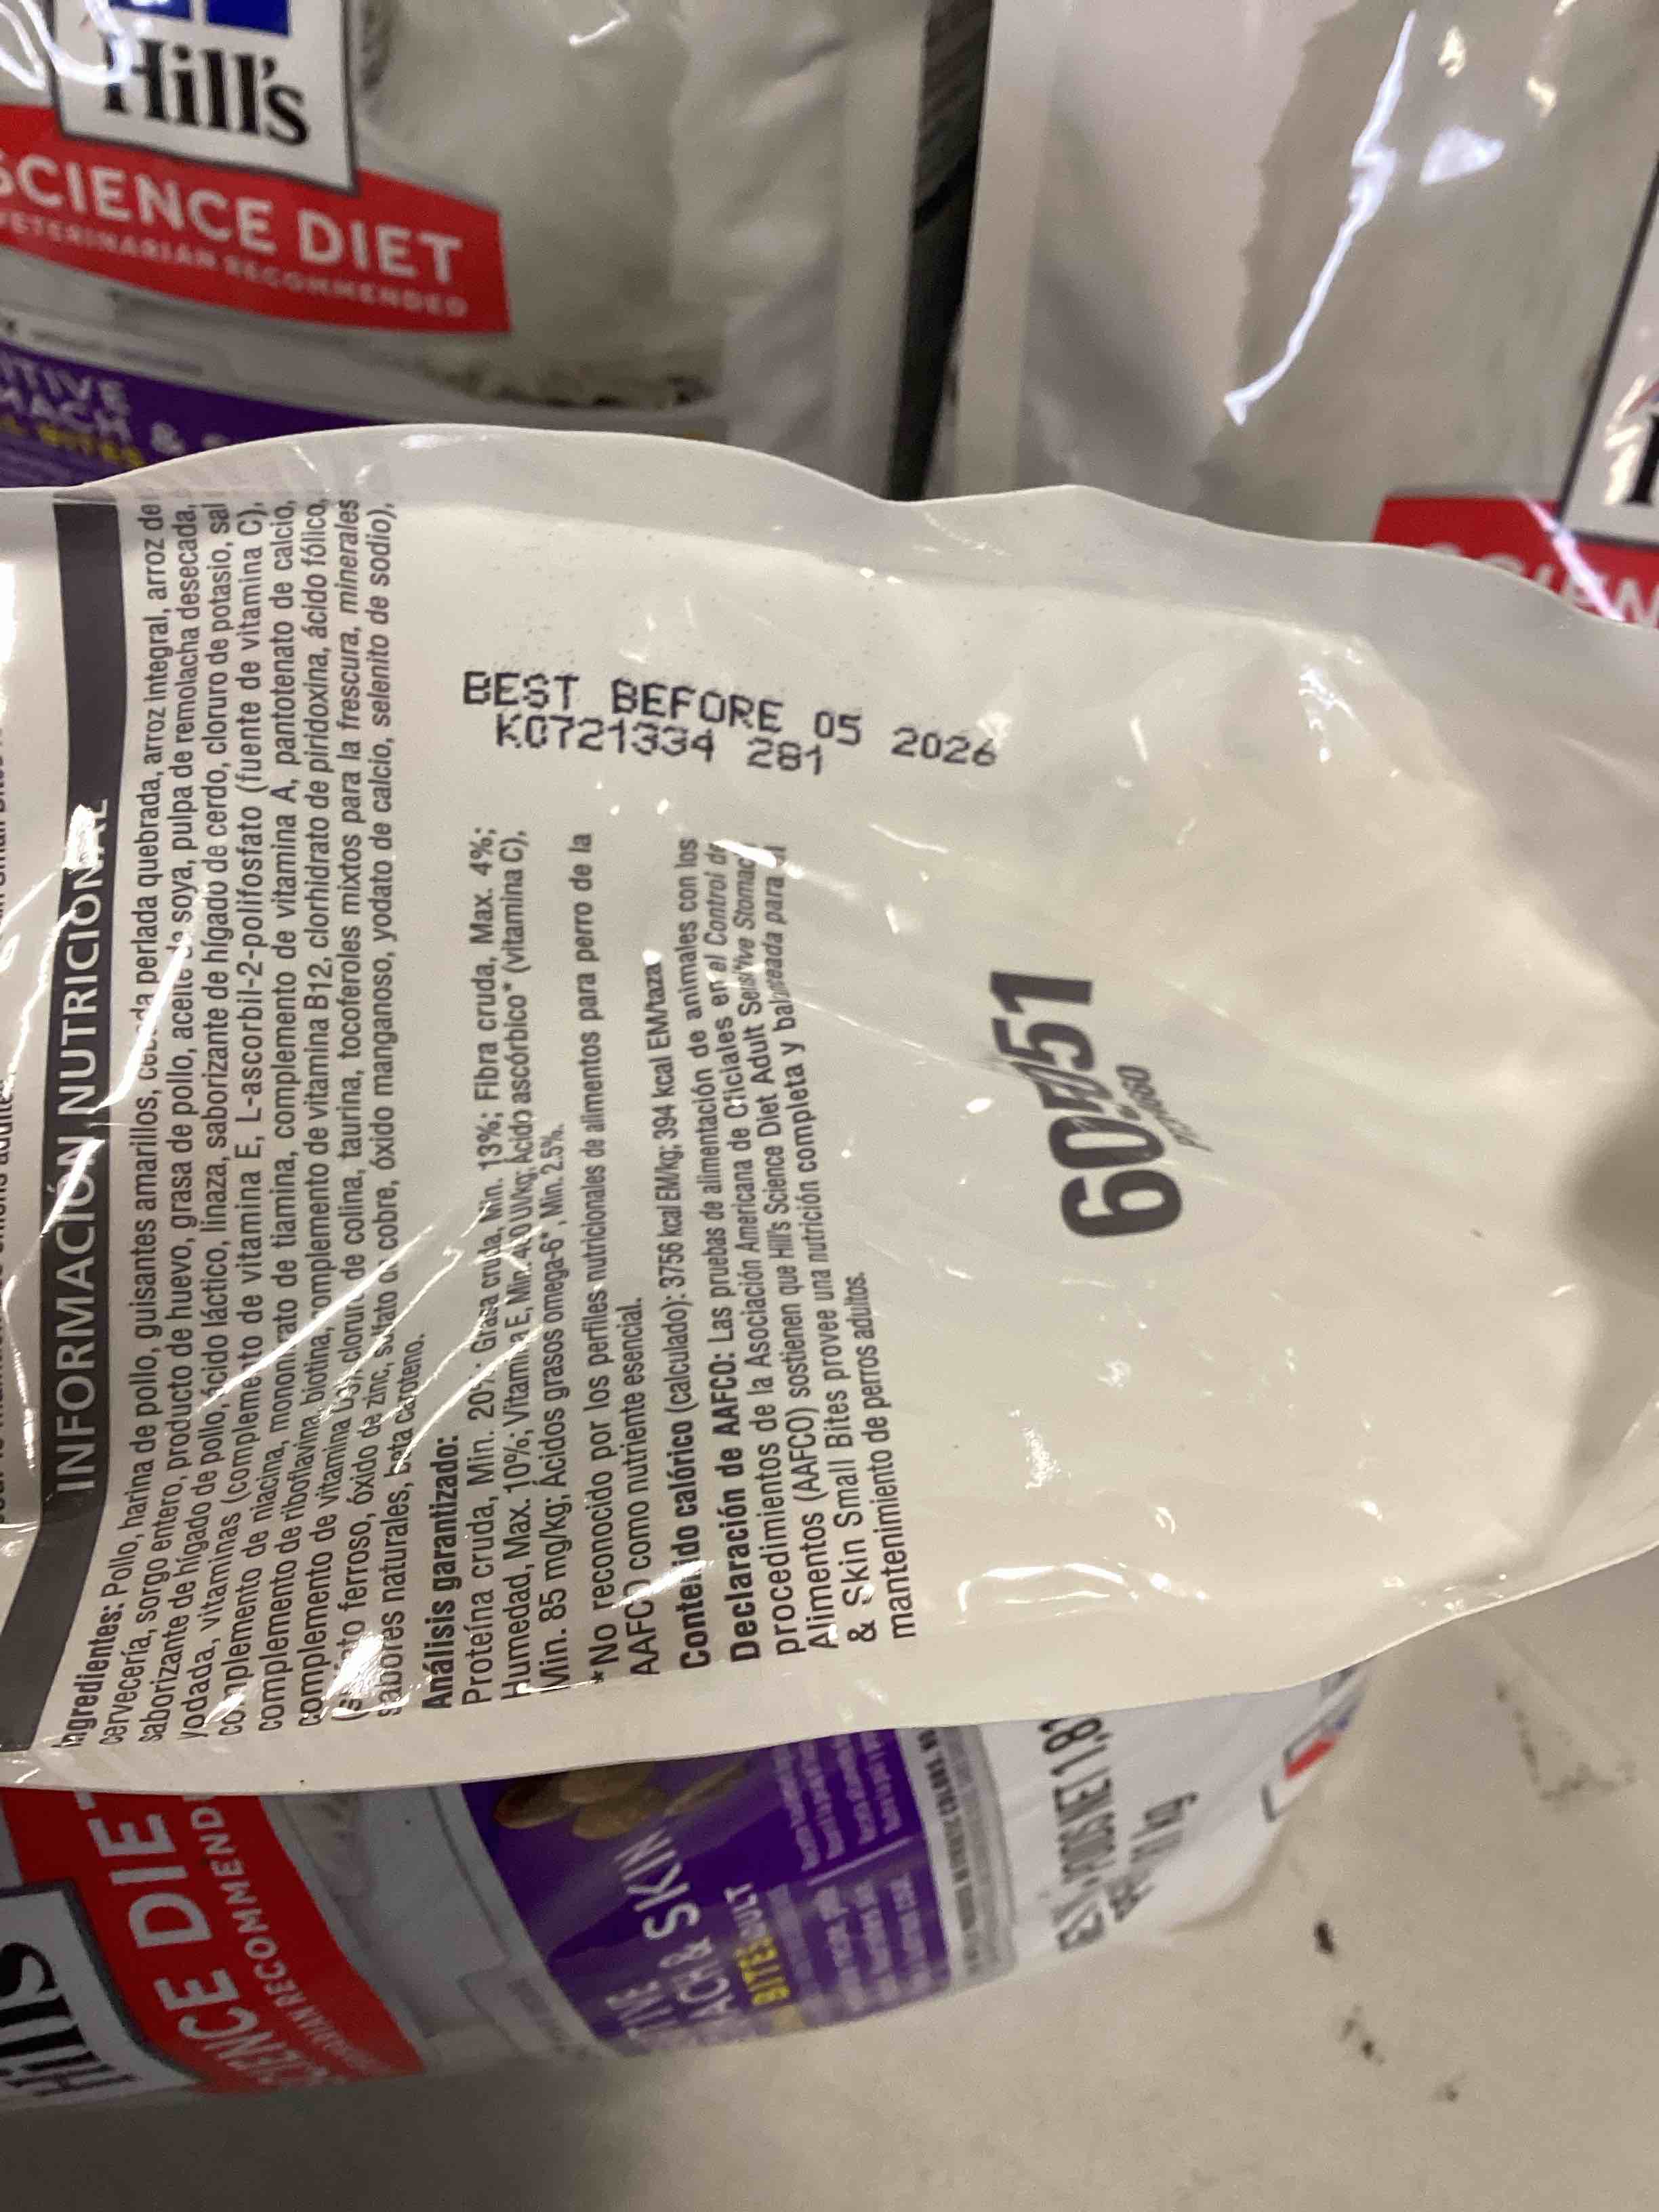 Hill's
SCIENCE DIET
VETERINARIAN RECOMMENDED
INFORMACIÓN NUTRICIONAL
Ingredientes: Pollo, harina de pollo, guisantes amarillos, cebada perlada quebrada, arroz integral, arroz de
cervecería, sorgo entero, producto de huevo, grasa de pollo, aceite de soya, pulpa de remolacha desecada,
saborizante de hígado de pollo, ácido láctico, linaza, saborizante de hígado de cerdo, cloruro de potasio, sal
yodada, vitaminas (complemento de vitamina E, L-ascorbil-2-polifosfato (fuente de vitamina C),
complemento de niacina, mononitrato de tiamina, complemento de vitamina A, pantotenato de calcio,
complemento de riboflavina, biotina, complemento de vitamina B12, clorhidrato de piridoxina, ácido fólico,
complemento de vitamina D3), cloruro de colina, taurina, tocoferoles mixtos para la frescura, minerales
(sulfato ferroso, óxido de zinc, sulfato de cobre, óxido manganoso, yodato de calcio, selenito de sodio),
sabores naturales, beta caroteno.
Análisis garantizado:
Proteína cruda, Min. 20%; Grasa cruda, Min. 13%; Fibra cruda, Max. 4%;
Humedad, Max. 10%; Vitamina E, Min. 400 UI/kg; Ácido ascórbico* (vitamina C),
Min. 85 mg/kg; Ácidos grasos omega-6*, Min. 2.5%.
*No reconocido por los perfiles nutricionales de alimentos para perro de la
AAFCO como nutriente esencial.
Contenido calórico (calculado): 3756 kcal EM/kg; 394 kcal EM/taza
Declaración de AAFCO: Las pruebas de alimentación de animales con los
procedimientos de la Asociación Americana de Oficiales en el Control de
Alimentos (AAFCO) sostienen que Hill's Science Diet Adult Sensitive Stomach
& Skin Small Bites provee una nutrición completa y balanceada para el
mantenimiento de perros adultos.
BEST BEFORE 05 2026
K0721334 281
Hill's
SCIENCE DIET
RECOMMENDED
& SKIN
BITES